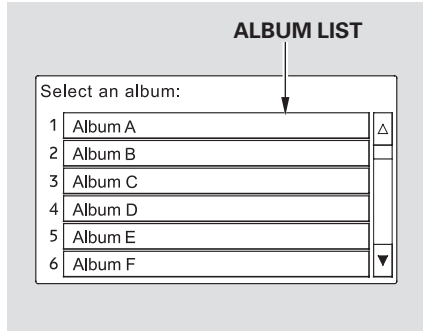 ALBUM LIST
Select an album:
1 Album A
2 Album B
3 Album C
4 Album D
5 Album E
6 Album F